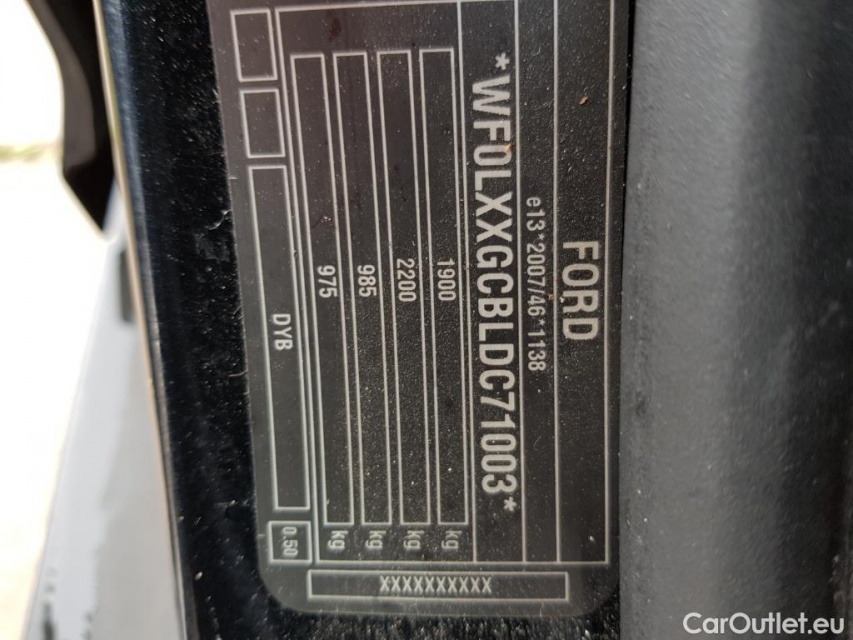 FORD
e13*2007/46*1138
*WF0LXXGCBLDC71003*
1900 kg
2200 kg
985 kg
975 kg
DYB 0.50
XXXXXXXXXX
CarOutlet.eu